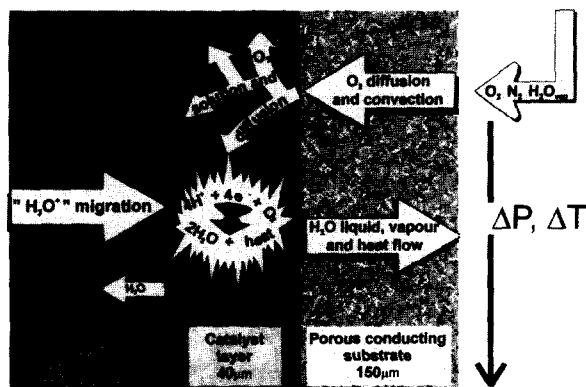 O₂
solution and
diffusion
O₂ diffusion
and convection
O₂ N₂ H₂O
"H₃O⁺" migration
4H⁺ + 4e⁻ + O₂
2H₂O + heat
H₂O liquid, vapour
and heat flow
ΔP, ΔT
H₂O
Catalyst
layer
40μm
Porous conducting
substrate
150μm